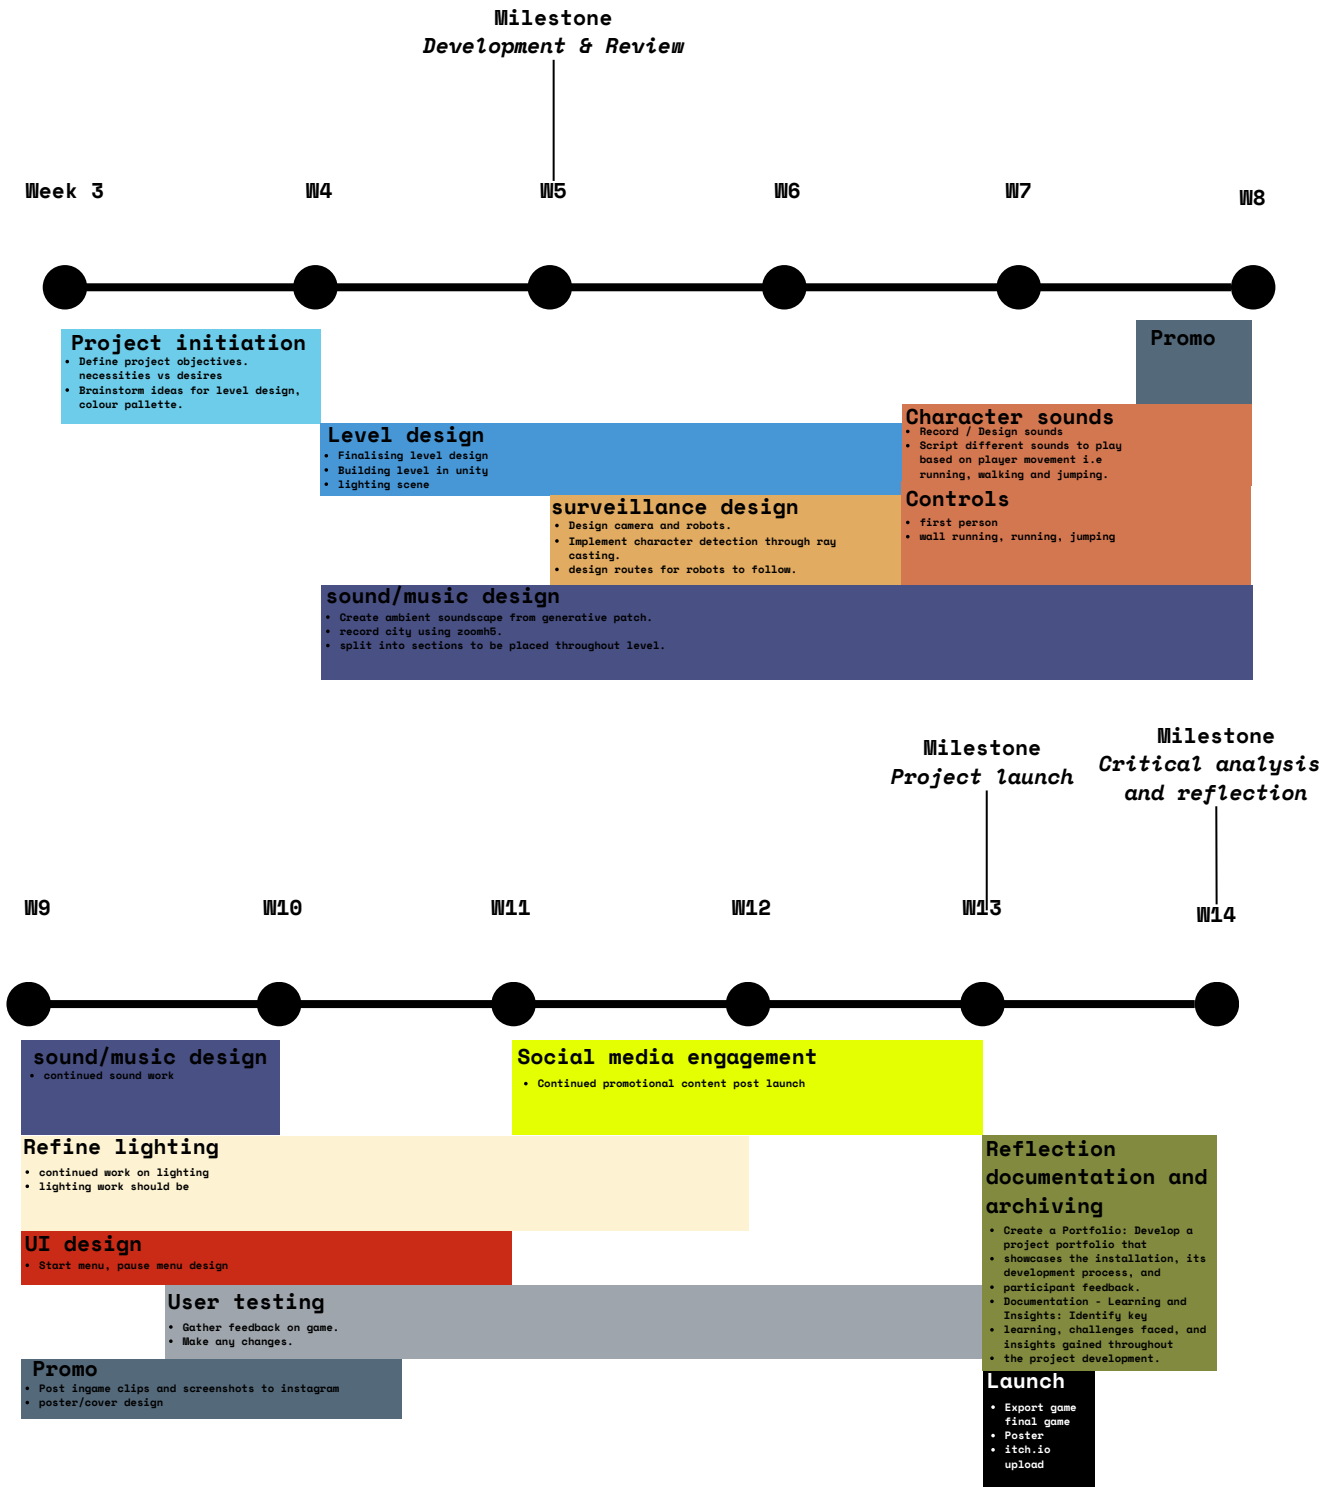 Milestone
Development & Review
Week 3
W4
W5
W6
W7
W8
Project initiation
• Define project objectives.
necessities vs desires
• Brainstorm ideas for level design,
colour pallette.
Promo
Character sounds
• Record / Design sounds
• Script different sounds to play
based on player movement i.e
running, walking and jumping.
Level design
• Finalising level design
• Building level in unity
• lighting scene
Controls
• first person
• wall running, running, jumping
surveillance design
• Design camera and robots.
• Implement character detection through ray
casting.
• design routes for robots to follow.
sound/music design
• Create ambient soundscape from generative patch.
• record city using zoomh5.
• split into sections to be placed throughout level.
Milestone
Project launch
Milestone
Critical analysis
and reflection
W9
W10
W11
W12
W13
W14
sound/music design
• continued sound work
Social media engagement
• Continued promotional content post launch
Refine lighting
• continued work on lighting
• lighting work should be
Reflection
documentation and
archiving
• Create a Portfolio: Develop a
project portfolio that
• showcases the installation, its
development process, and
• participant feedback.
• Documentation - Learning and
Insights: Identify key
• learning, challenges faced, and
insights gained throughout
• the project development.
UI design
• Start menu, pause menu design
User testing
• Gather feedback on game.
• Make any changes.
Promo
• Post ingame clips and screenshots to instagram
• poster/cover design
Launch
• Export game
final game
• Poster
• itch.io
upload